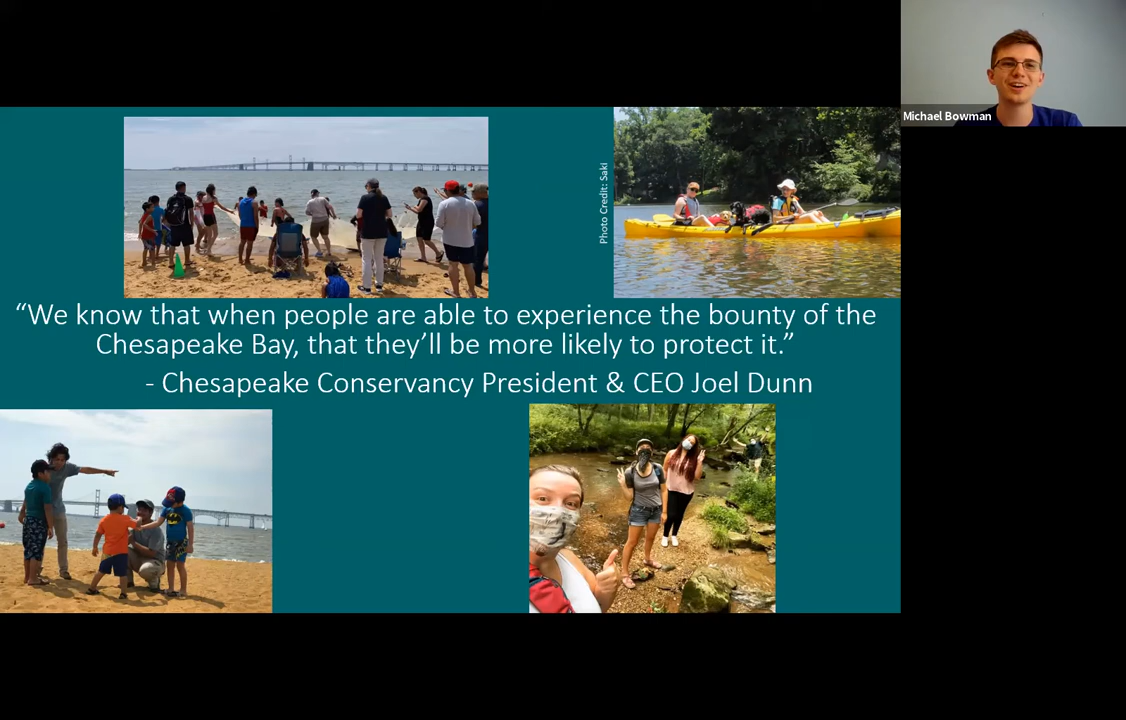 Michael Bowman
Photo Credit: Saki
“We know that when people are able to experience the bounty of the
Chesapeake Bay, that they’ll be more likely to protect it.”
- Chesapeake Conservancy President & CEO Joel Dunn